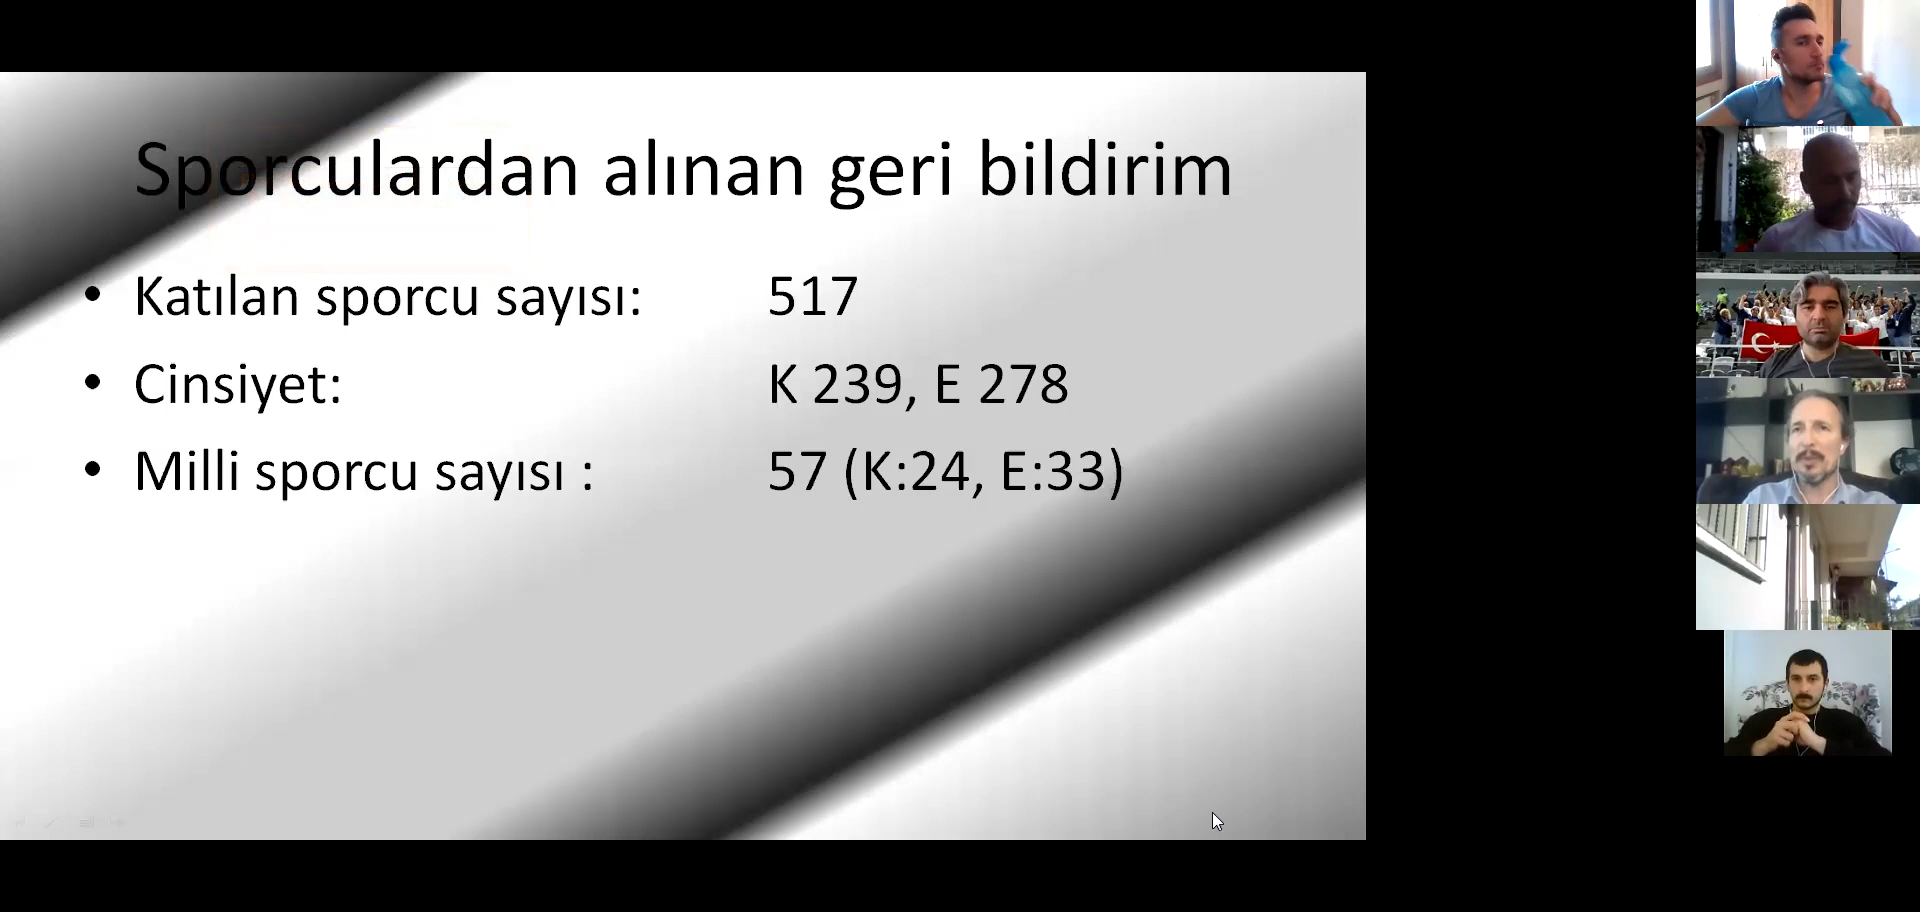 Sporculardan alınan geri bildirim
• Katılan sporcu sayısı: 517
• Cinsiyet: K 239, E 278
• Milli sporcu sayısı : 57 (K:24, E:33)